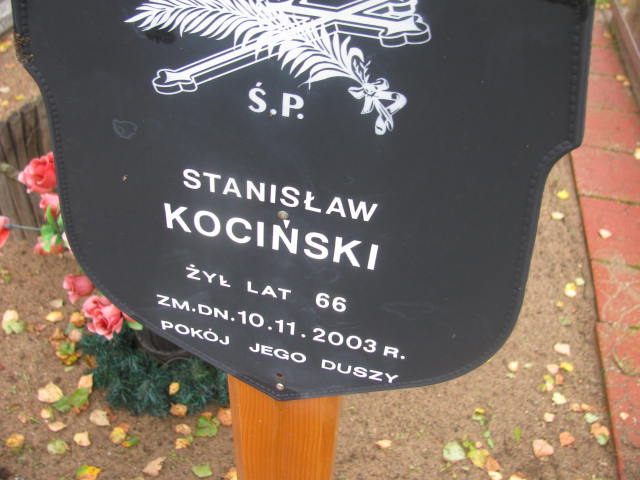 Ś.P.
STANISŁAW
KOCIŃSKI
ŻYŁ LAT 66
ZM.DN.10.11.2003 R.
POKÓJ JEGO DUSZY